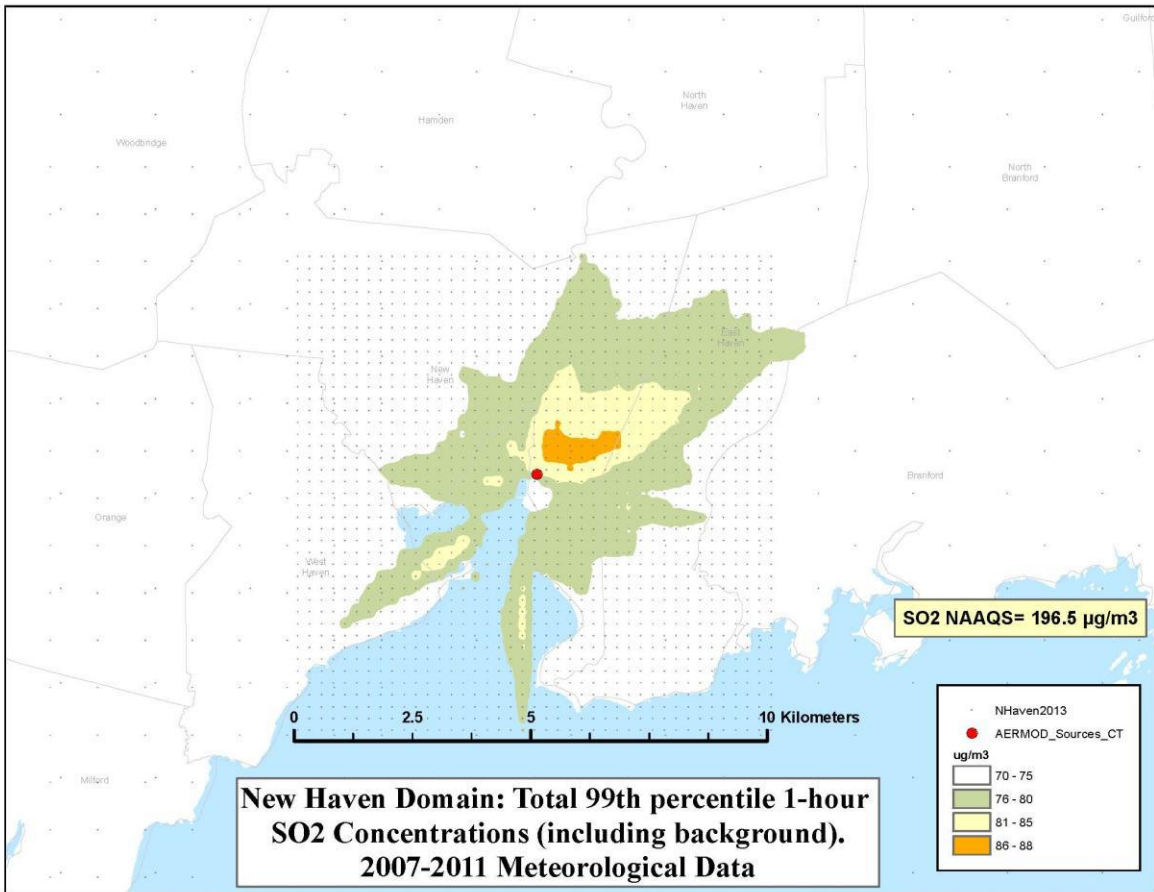 Guilford
North
Haven
Hamden
Woodbridge
North
Branford
East
Haven
New
Haven
Branford
Orange
West
Haven
SO2 NAAQS= 196.5 µg/m3
0 2.5 5 10 Kilometers
NHaven2013
AERMOD_Sources_CT
ug/m3
70 - 75
76 - 80
81 - 85
86 - 88
Milford
New Haven Domain: Total 99th percentile 1-hour
SO2 Concentrations (including background).
2007-2011 Meteorological Data